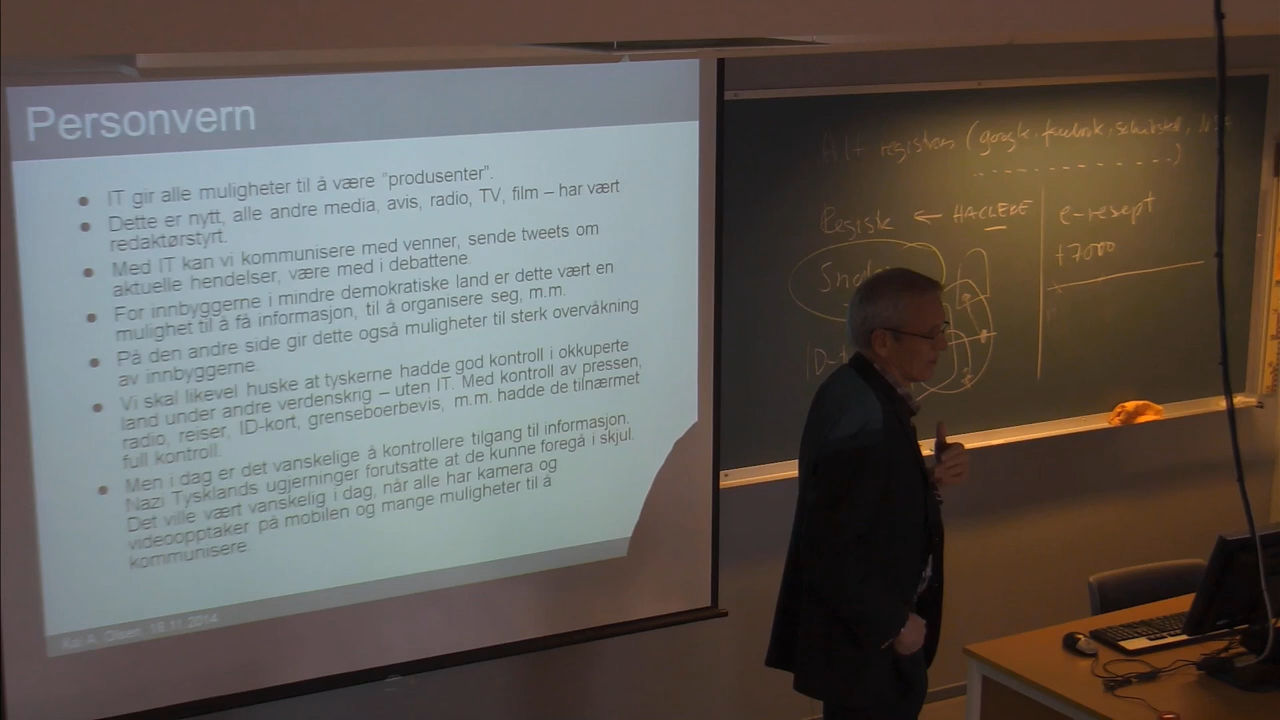 Personvern
IT gir alle muligheter til å være "produsenter".
Dette er nytt, alle andre media, avis, radio, TV, film – har vært
redaktørstyrt.
Med IT kan vi kommunisere med venner, sende tweets om
aktuelle hendelser, være med i debattene
For innbyggerne i mindre demokratiske land er dette vært en
mulighet til å få informasjon, til å organisere seg, m.m.
På den andre side gir dette også muligheter til sterk overvåkning
av innbyggerne.
Vi skal likevel huske at tyskerne hadde god kontroll i okkuperte
land under andre verdenskrig – uten IT. Med kontroll av pressen,
radio, reiser, ID-kort, grenseboerbevis, m.m. hadde de tilnærmet
full kontroll.
Men i dag er det vanskelige å kontrollere tilgang til informasjon.
Nazi Tysklands ugjerninger forutsatte at de kunne foregå i skjul.
Det ville vært vanskelig i dag, når alle har kamera og
videoopptaker på mobilen og mange muligheter til å
kommunisere
Kai A. Olsen, 18.11.2014
Alt registreres (google, facebook, schibsted,
← HACKERE
e-resept
+7000
ID-